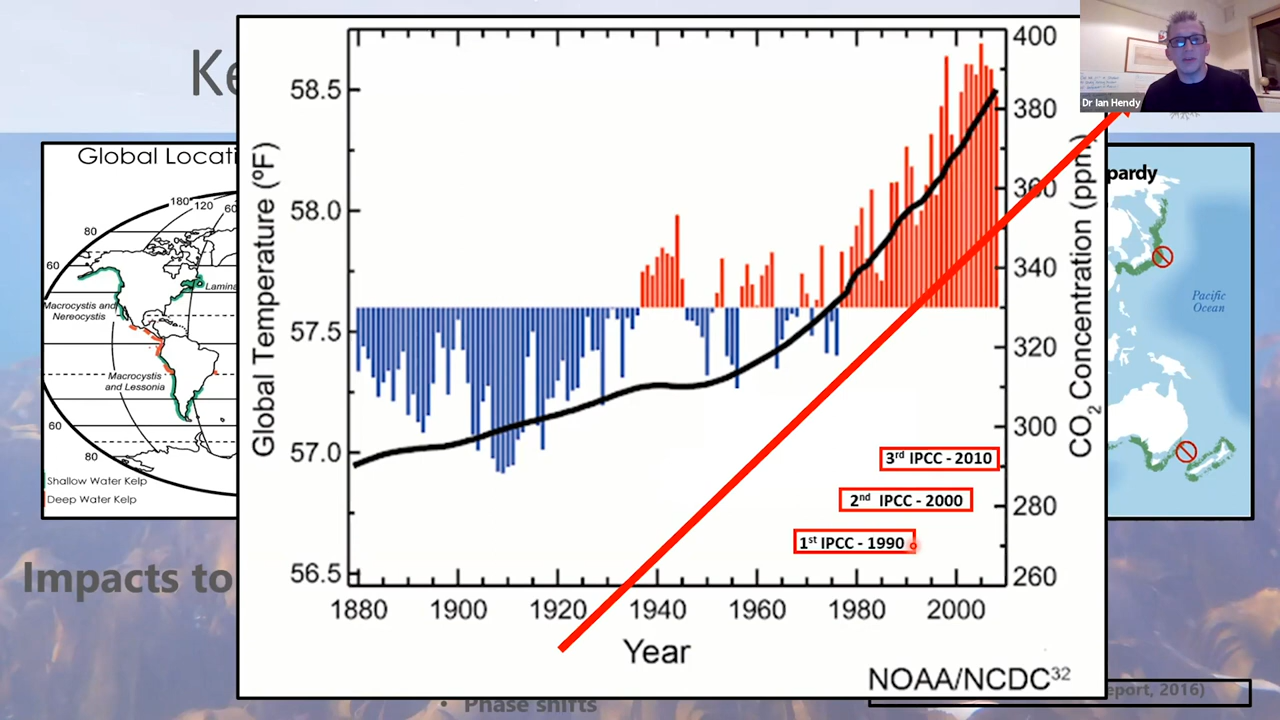 Ke
Dr Ian Hendy
Global Locati
180 120 60
80
60
Lamina
Macrocystis and
Nereocystis
Macrocystis
and Lessonia
60
80
Shallow Water Kelp
Deep Water Kelp
Global Temperature (ºF)
58.5
58.0
57.5
57.0
56.5
400
380
360
340
320
300
280
260
CO2 Concentration (ppm)
3rd IPCC - 2010
2nd IPCC - 2000
1st IPCC - 1990
1880 1900 1920 1940 1960 1980 2000
Year
NOAA/NCDC32
pardy
Pacific
Ocean
Impacts to
• Phase shifts
eport, 2016)